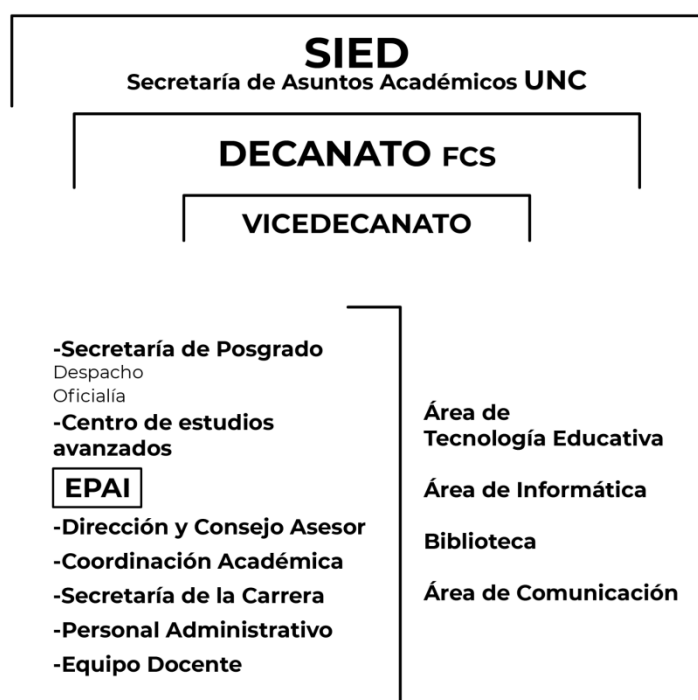 SIED
Secretaría de Asuntos Académicos UNC
DECANATO FCS
VICEDECANATO
-Secretaría de Posgrado
Despacho
Oficialía
-Centro de estudios
avanzados
EPAI
-Dirección y Consejo Asesor
-Coordinación Académica
-Secretaría de la Carrera
-Personal Administrativo
-Equipo Docente
Área de
Tecnología Educativa
Área de Informática
Biblioteca
Área de Comunicación